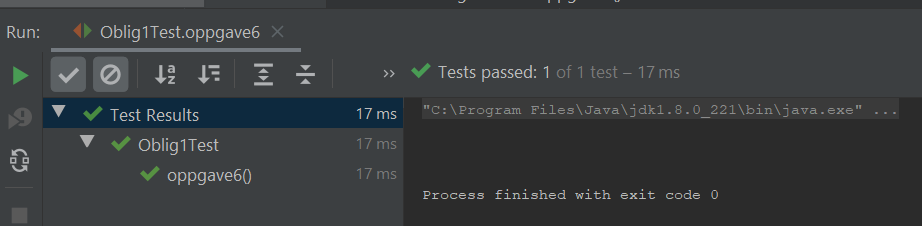 Run: Oblig1Test.oppgave6
Tests passed: 1 of 1 test – 17 ms
Test Results 17 ms
Oblig1Test 17 ms
oppgave6() 17 ms
"C:\Program Files\Java\jdk1.8.0_221\bin\java.exe" ...
Process finished with exit code 0